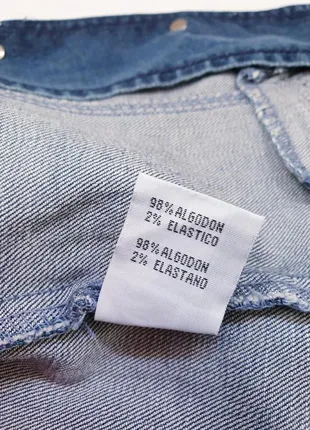 98% ALGODON
2% ELASTICO
98% ALGODON
2% ELASTANO